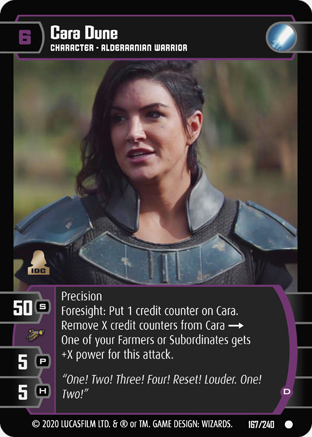 6
Cara Dune
CHARACTER - ALDERAANIAN WARRIOR
IDC
50 S
5 P
5 H
Precision
Foresight: Put 1 credit counter on Cara.
Remove X credit counters from Cara →
One of your Farmers or Subordinates gets
+X power for this attack.
“One! Two! Three! Four! Reset! Louder. One!
Two!”
D
© 2020 LUCASFILM LTD. & ® or TM. GAME DESIGN: WIZARDS. 167/240